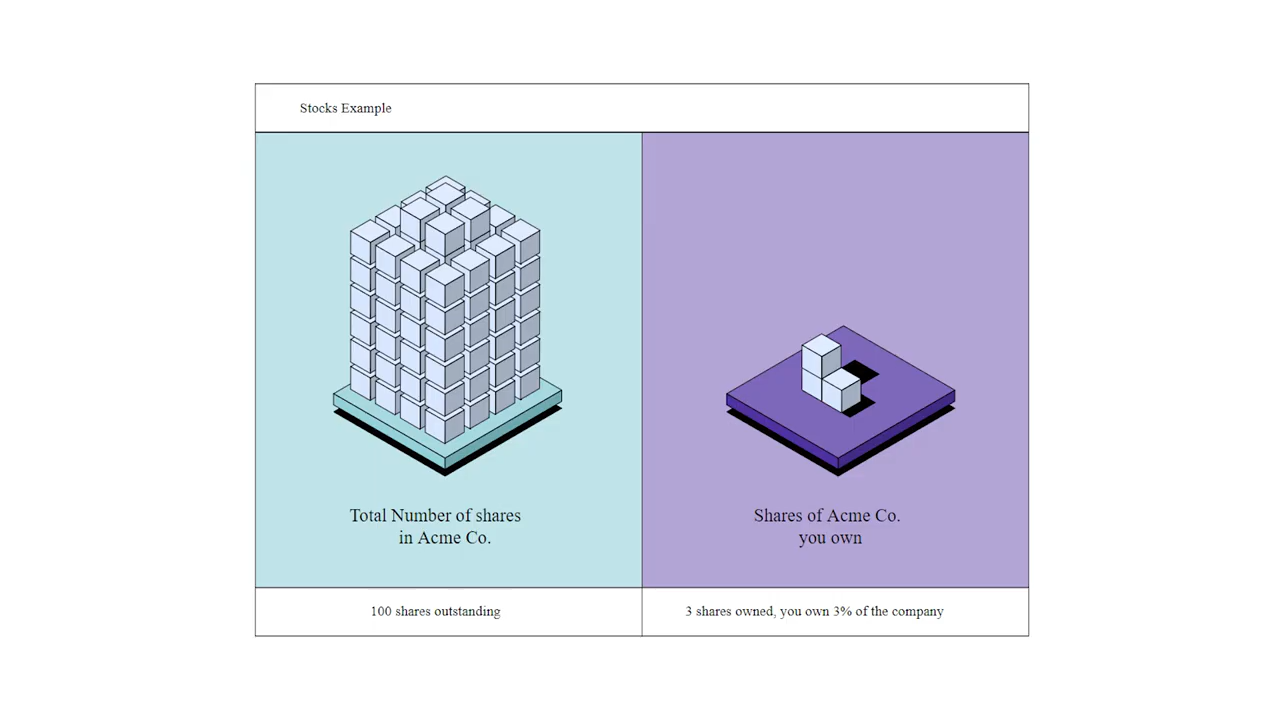 Stocks Example
Total Number of shares
in Acme Co.
Shares of Acme Co.
you own
100 shares outstanding
3 shares owned, you own 3% of the company